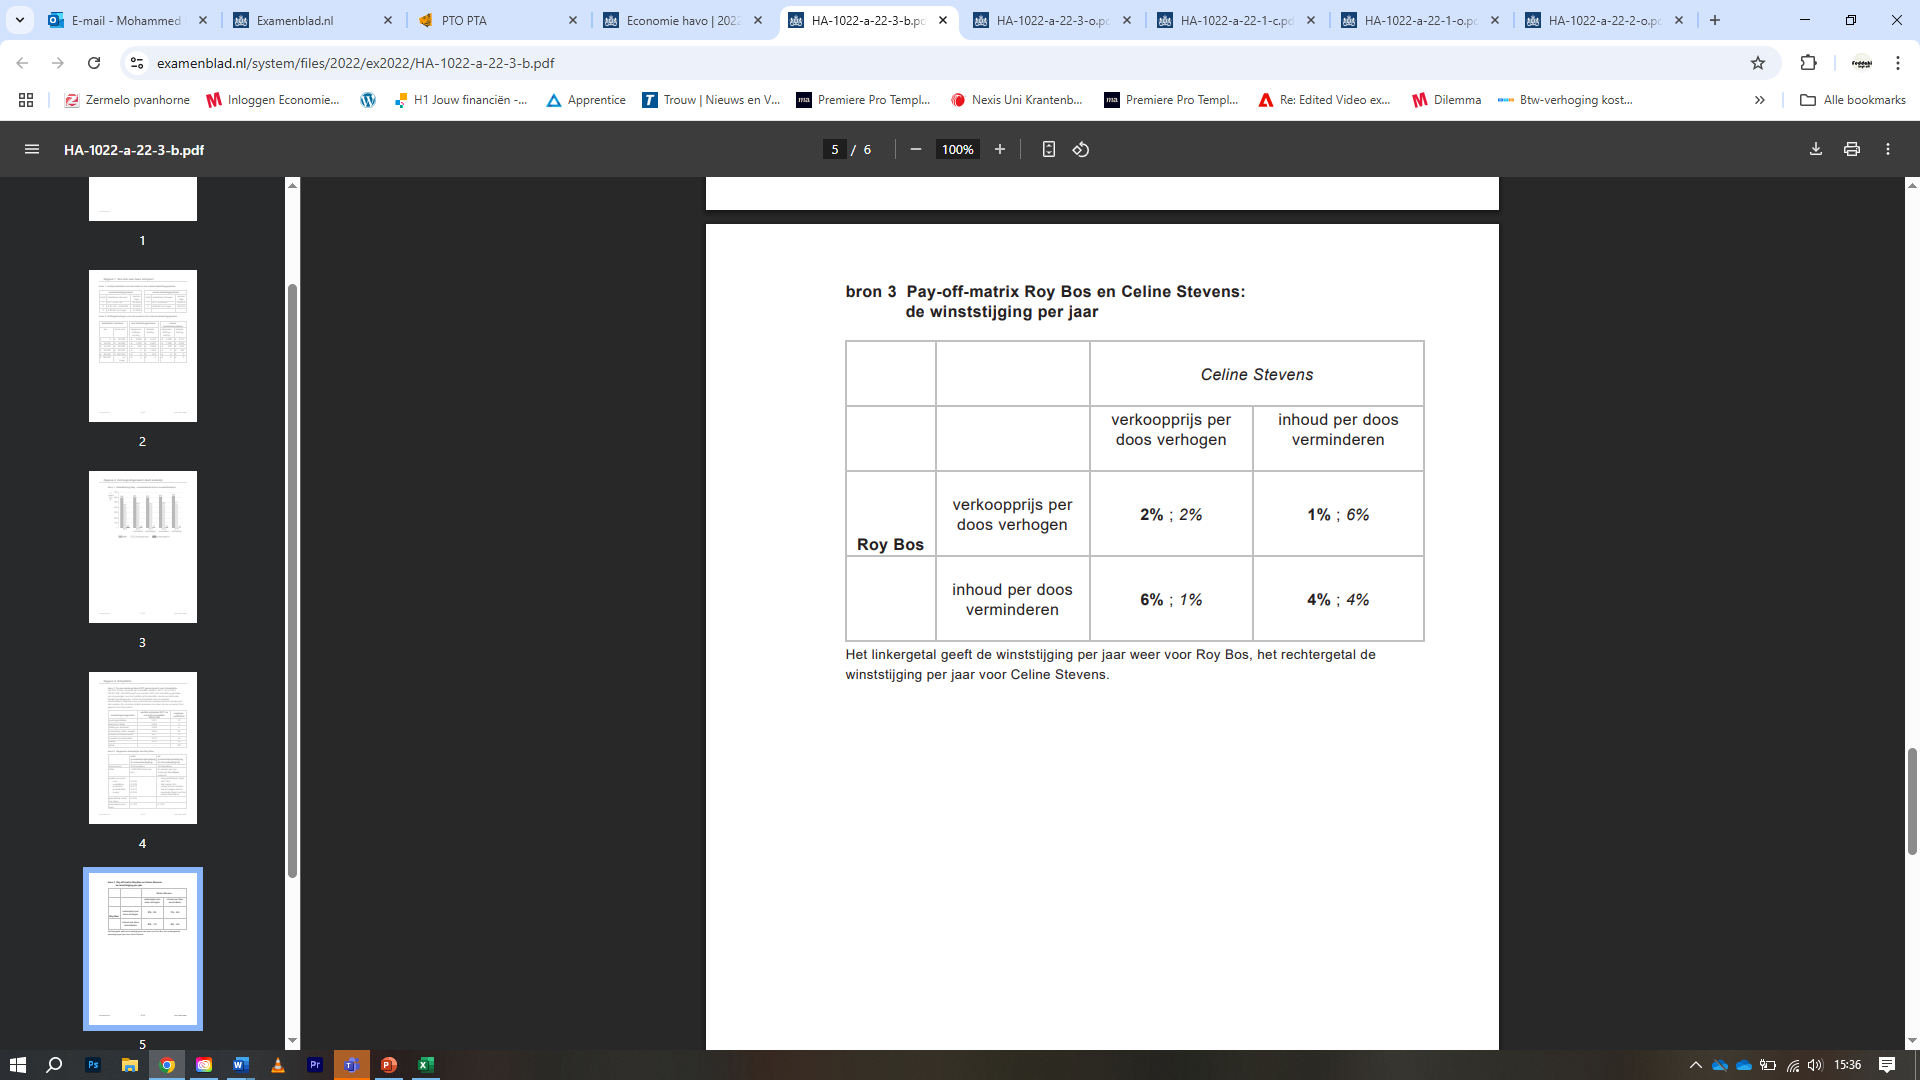 E-mail - Mohammed
Examenblad.nl
PTO PTA
Economie havo | 2022
HA-1022-a-22-3-b.pd
HA-1022-a-22-3-o.pd
HA-1022-a-22-1-c.pd
HA-1022-a-22-1-o.pd
HA-1022-a-22-2-o.pd
examenblad.nl/system/files/2022/ex2022/HA-1022-a-22-3-b.pdf
Zermelo pvanhorne
Inloggen Economie...
H1 Jouw financiën -...
Apprentice
Trouw | Nieuws en V...
Premiere Pro Templ...
Nexis Uni Krantenb...
Premiere Pro Templ...
Re: Edited Video ex...
Dilemma
Btw-verhoging kost...
Alle bookmarks
HA-1022-a-22-3-b.pdf
5 / 6
100%
1
2
3
4
5
bron 3 Pay-off-matrix Roy Bos en Celine Stevens:
de winststijging per jaar
Celine Stevens
verkoopprijs per
doos verhogen
inhoud per doos
verminderen
Roy Bos
verkoopprijs per
doos verhogen
2% ; 2%
1% ; 6%
inhoud per doos
verminderen
6% ; 1%
4% ; 4%
Het linkergetal geeft de winststijging per jaar weer voor Roy Bos, het rechtergetal de
winststijging per jaar voor Celine Stevens.
15:36